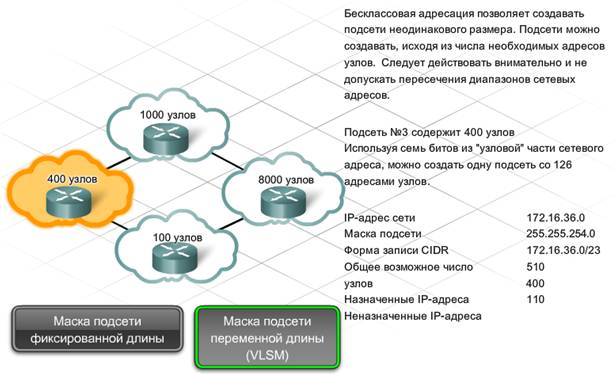 Бесклассовая адресация позволяет создавать
подсети неодинакового размера. Подсети можно
создавать, исходя из числа необходимых адресов
узлов. Следует действовать внимательно и не
допускать пересечения диапазонов сетевых
адресов.
Подсеть №3 содержит 400 узлов
Используя семь битов из "узловой" части сетевого
адреса, можно создать одну подсеть со 126
адресами узлов.
IP-адрес сети 172.16.36.0
Маска подсети 255.255.254.0
Форма записи CIDR 172.16.36.0/23
Общее возможное число 510
узлов 400
Назначенные IP-адреса 110
Неназначенные IP-адреса
1000 узлов
400 узлов
8000 узлов
100 узлов
Маска подсети
фиксированной длины
Маска подсети
переменной длины
(VLSM)